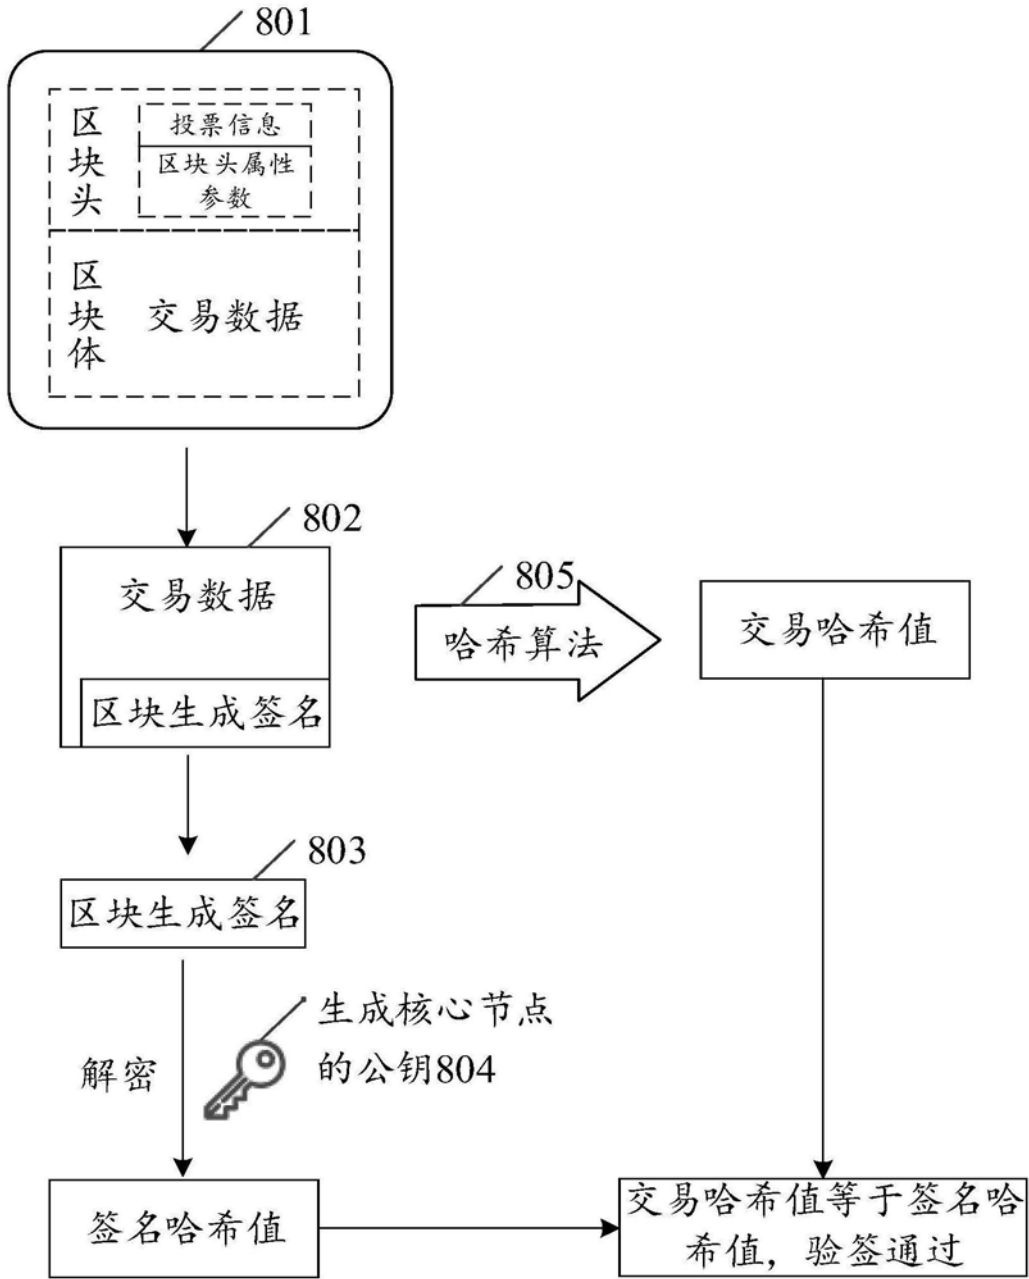 801
区块头
投票信息
区块头属性
参数
区块体
交易数据
802
交易数据
区块生成签名
805
哈希算法
交易哈希值
803
区块生成签名
解密
生成核心节点
的公钥804
签名哈希值
交易哈希值等于签名哈
希值，验签通过